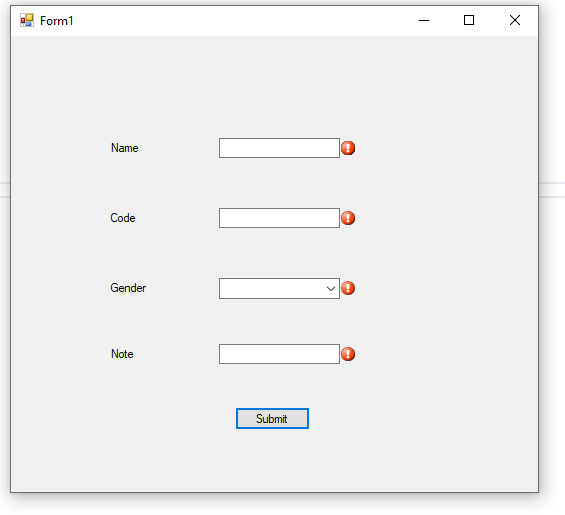 Form1
Name
Code
Gender
Note
Submit